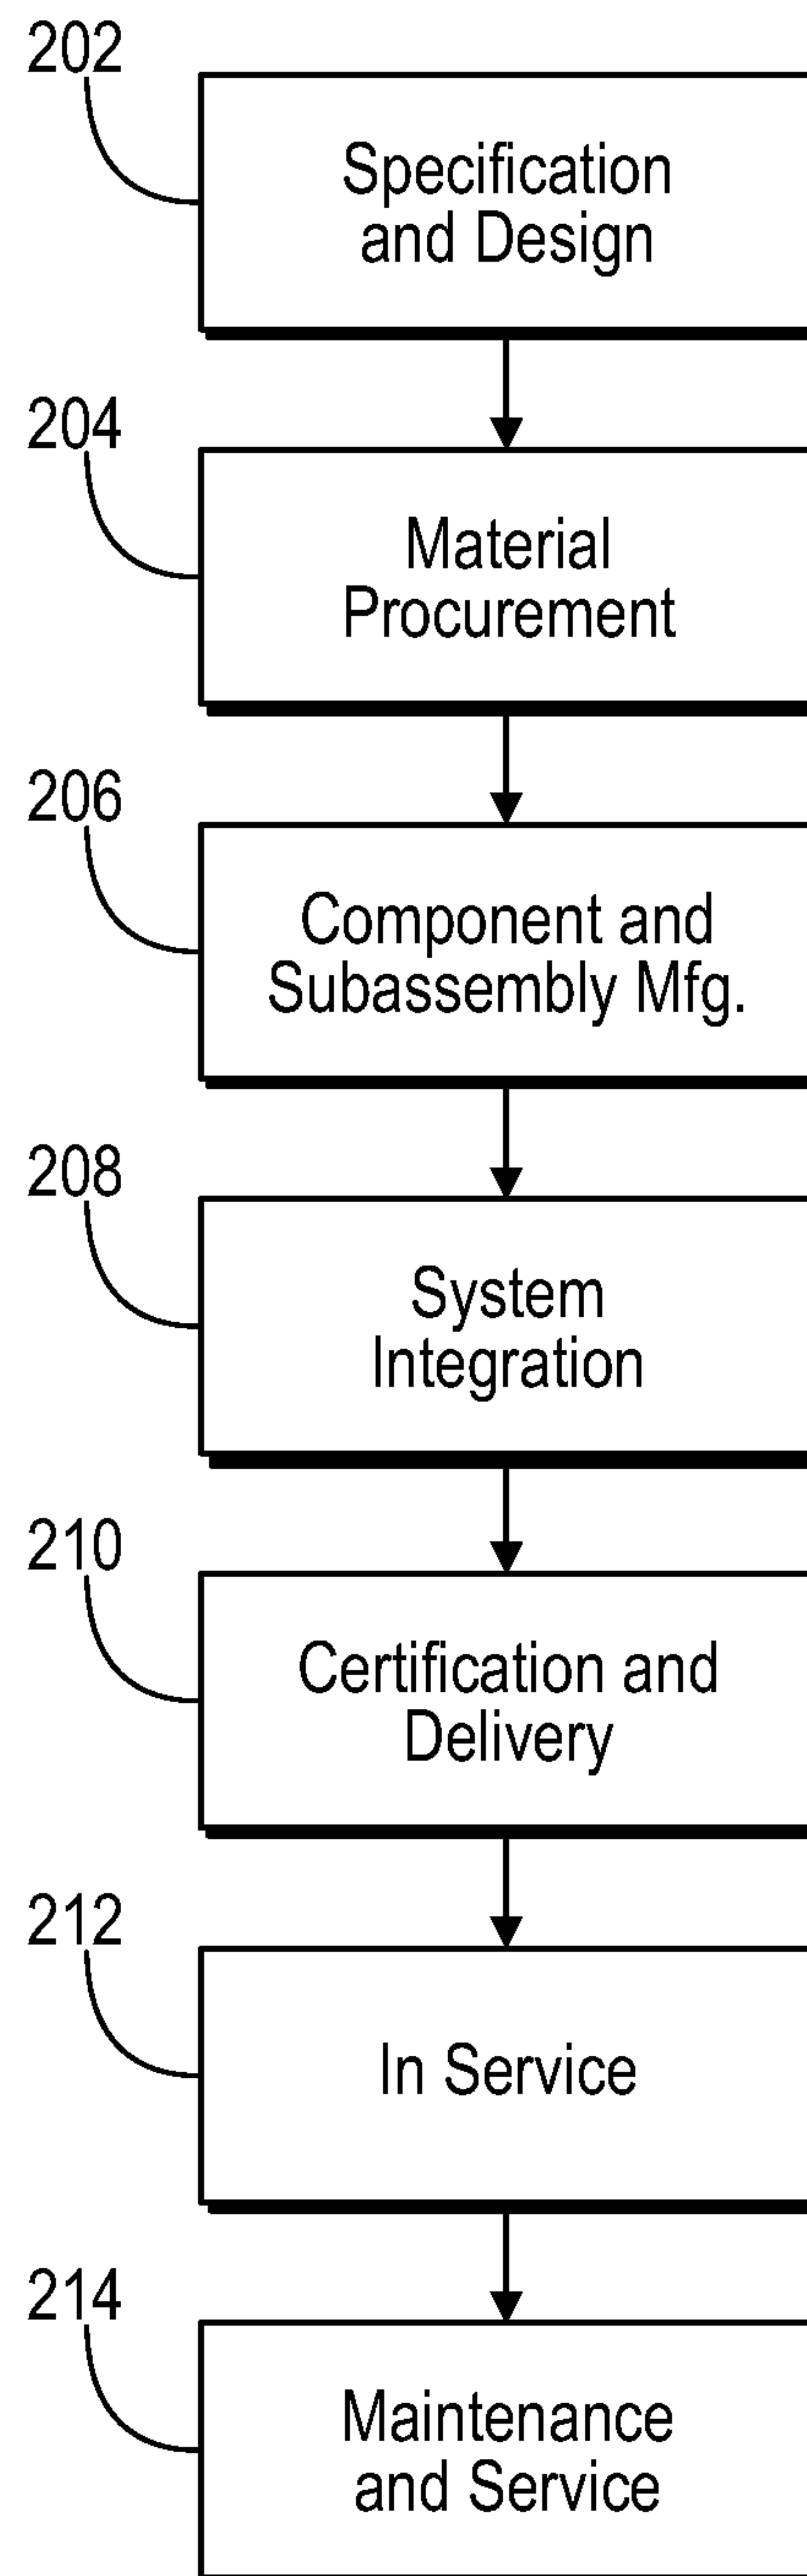 202
Specification
and Design
204
Material
Procurement
206
Component and
Subassembly Mfg.
208
System
Integration
210
Certification and
Delivery
212
In Service
214
Maintenance
and Service